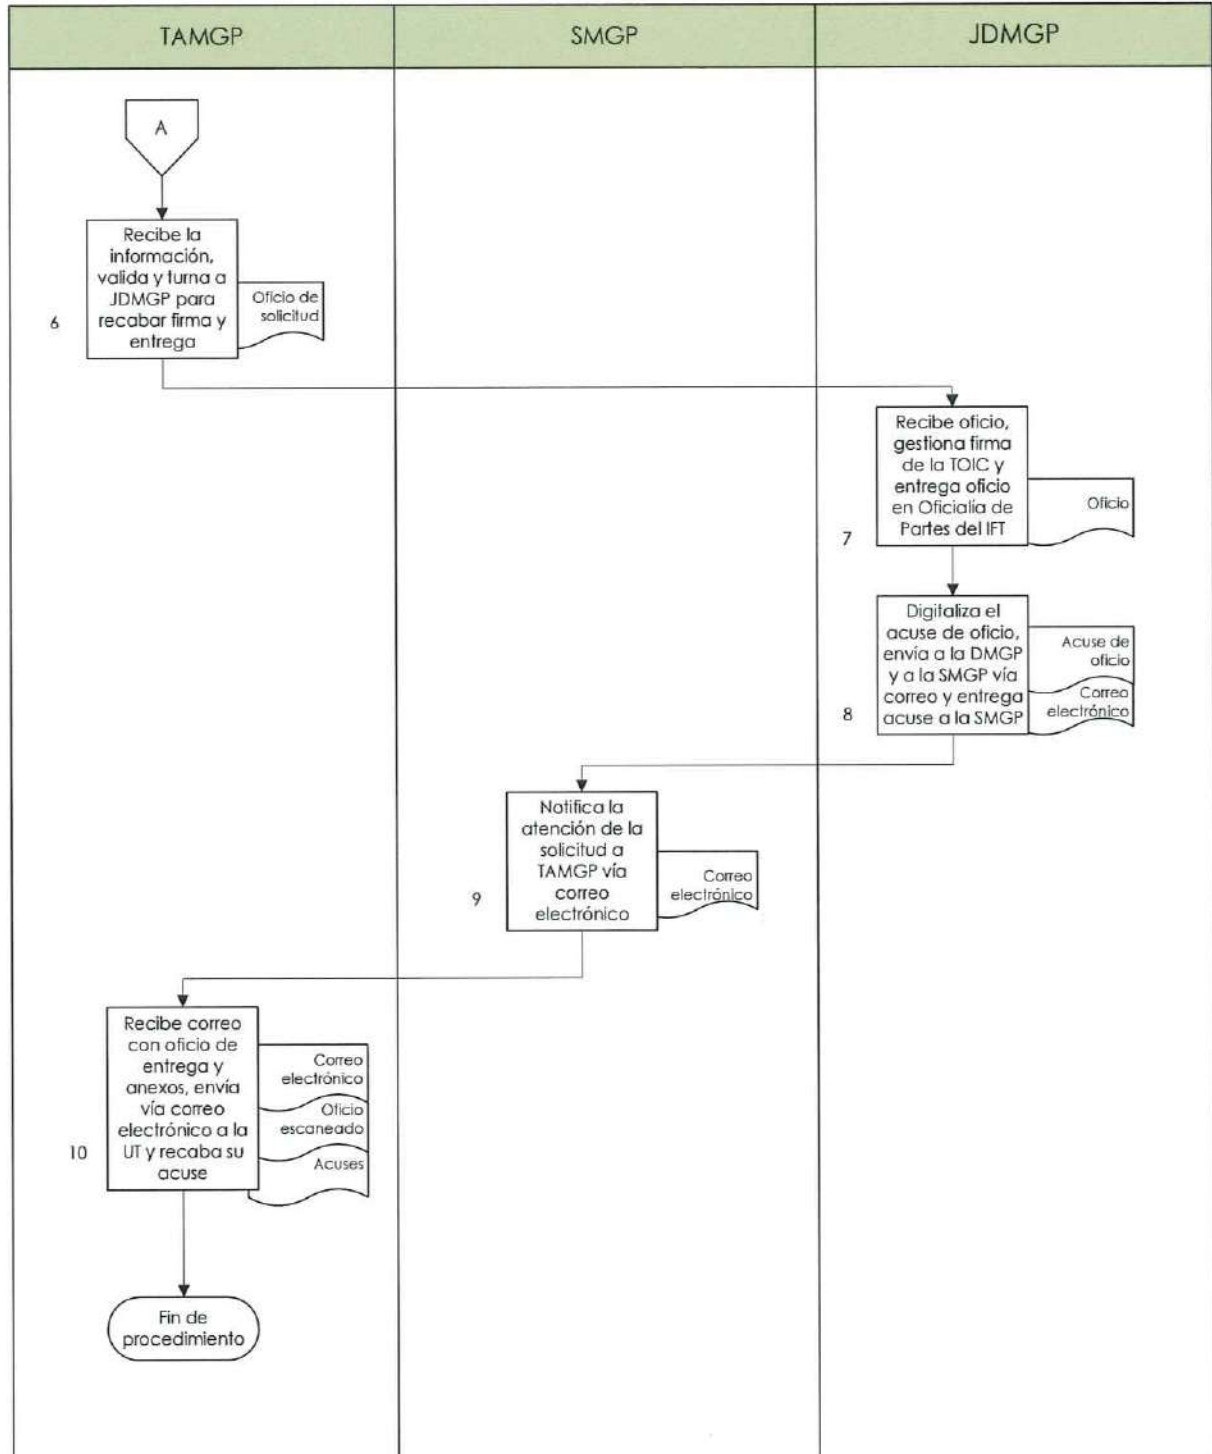 TAMGP
SMGP
JDMGP
A
Recibe la
información,
valida y turna a
JDMGP para
recabar firma y
entrega
Oficio de
solicitud
6
Recibe oficio,
gestiona firma
de la TOIC y
entrega oficio
en Oficialía de
Partes del IFT
Oficio
7
Digitaliza el
acuse de oficio,
envía a la DMGP
y a la SMGP vía
correo y entrega
acuse a la SMGP
Acuse de
oficio
Correo
electrónico
8
Notifica la
atención de la
solicitud a
TAMGP vía
correo
electrónico
Correo
electrónico
9
Recibe correo
con oficio de
entrega y
anexos, envía
vía correo
electrónico a la
UT y recaba su
acuse
Correo
electrónico
Oficio
escaneado
Acuses
10
Fin de
procedimiento